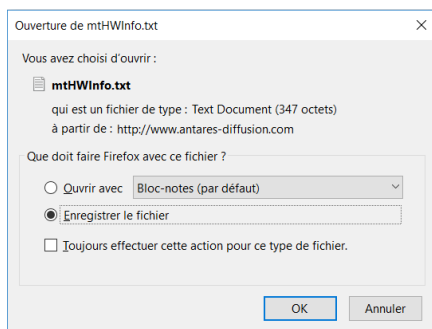 Ouverture de mtHWInfo.txt
Vous avez choisi d'ouvrir :
mtHWInfo.txt
qui est un fichier de type : Text Document (347 octets)
à partir de : http://www.antares-diffusion.com
Que doit faire Firefox avec ce fichier ?
Ouvrir avec Bloc-notes (par défaut)
Enregistrer le fichier
Toujours effectuer cette action pour ce type de fichier.
OK Annuler